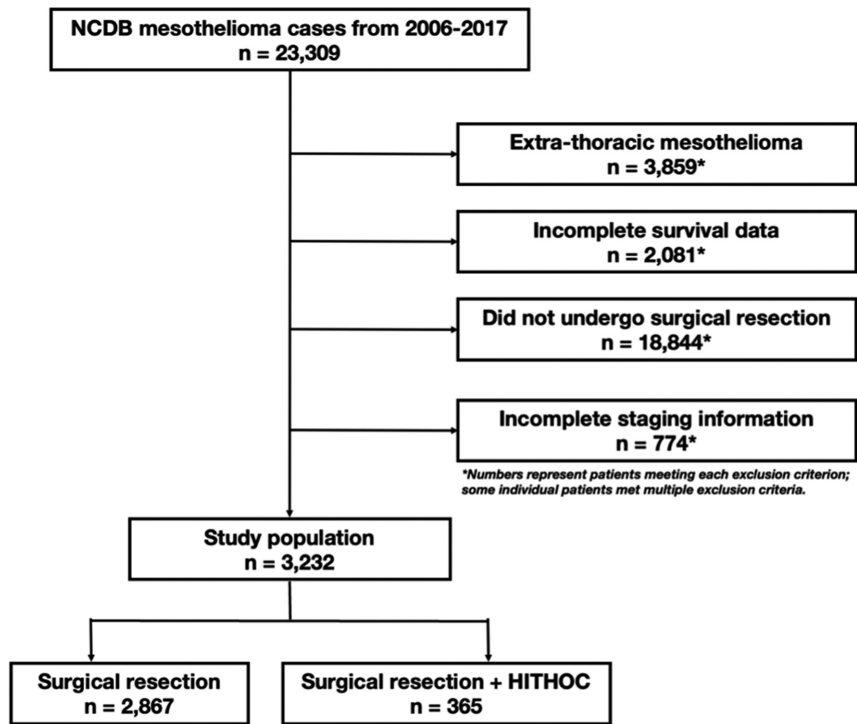 NCDB mesothelioma cases from 2006-2017
n = 23,309
Extra-thoracic mesothelioma
n = 3,859*
Incomplete survival data
n = 2,081*
Did not undergo surgical resection
n = 18,844*
Incomplete staging information
n = 774*
*Numbers represent patients meeting each exclusion criterion;
some individual patients met multiple exclusion criteria.
Study population
n = 3,232
Surgical resection
n = 2,867
Surgical resection + HITHOC
n = 365